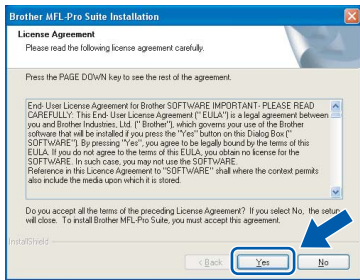 Brother MFL-Pro Suite Installation
License Agreement
Please read the following license agreement carefully.
Press the PAGE DOWN key to see the rest of the agreement.
End- User License Agreement for Brother SOFTWARE IMPORTANT- PLEASE READ
CAREFULLY: This End- User License Agreement (" EULA") is a legal agreement between
you and Brother Industries, Ltd. (" Brother"), which governs your use of the Brother
software that will be installed if you press the "Yes" button on this Dialog Box ("
SOFTWARE"). By pressing "Yes", you agree to be legally bound by the terms of this
EULA. If you do not agree to the terms of this EULA, you obtain no license for the
SOFTWARE. In such case, you may not use the SOFTWARE.
Reference in this Licence Agreement to "SOFTWARE" shall where the context permits
also include the media upon which it is stored.
Do you accept all the terms of the preceding License Agreement? If you select No, the setup
will close. To install Brother MFL-Pro Suite, you must accept this agreement.
InstallShield
< Back Yes No